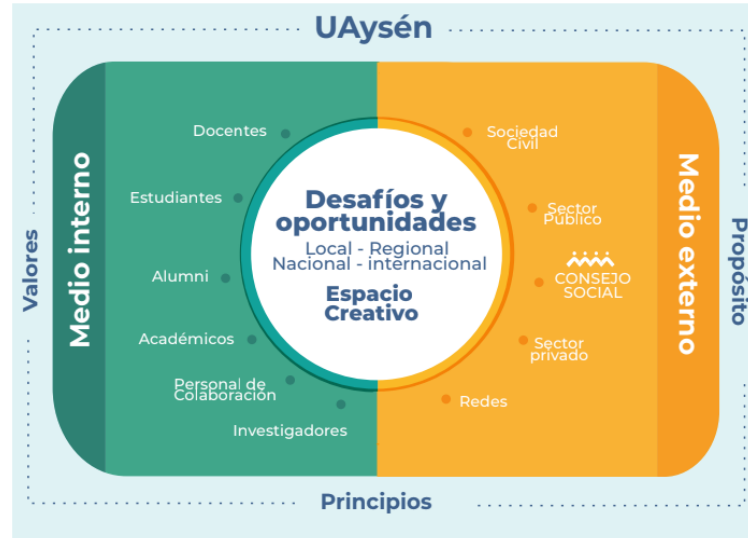 UAysén
Valores
Medio interno
Docentes
Estudiantes
Alumni
Académicos
Personal de
Colaboración
Investigadores
Desafíos y
oportunidades
Local - Regional
Nacional - internacional
Espacio
Creativo
Sociedad
Civil
Sector
Público
CONSEJO
SOCIAL
Sector
privado
Redes
Medio externo
Propósito
Principios